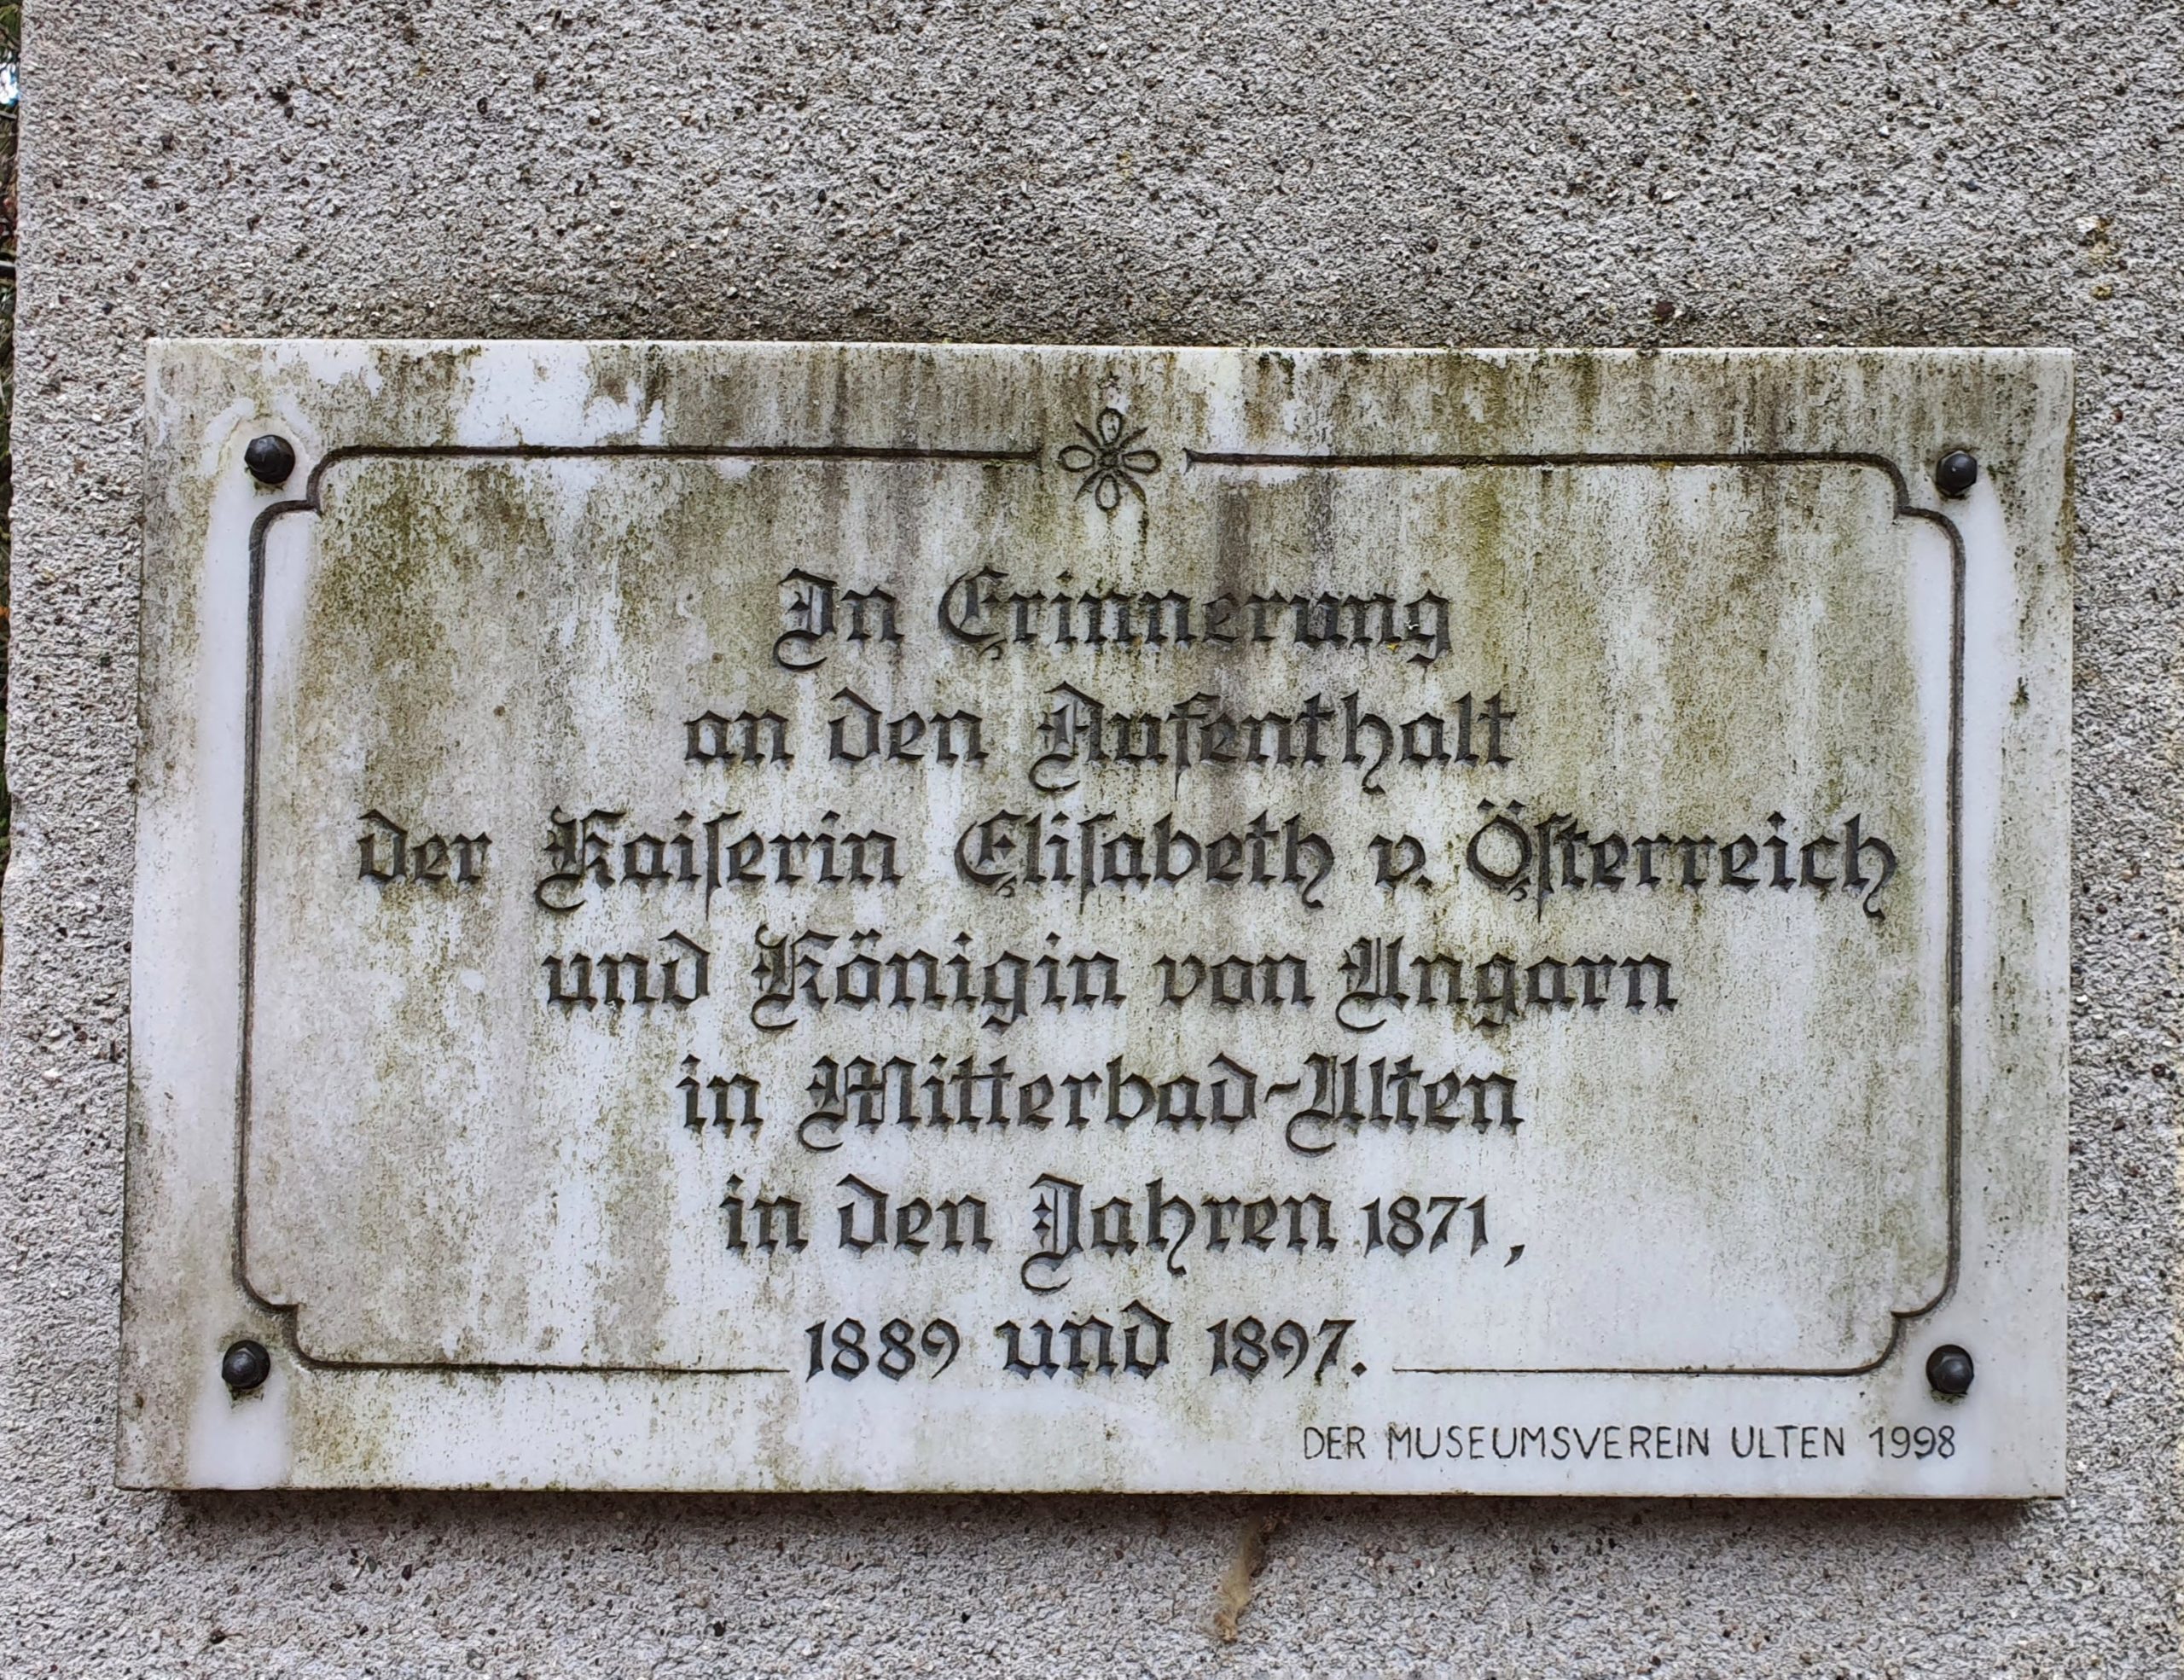 In Erinnerung
an den Aufenthalt
der Kaiſerin Eliſabeth v. Öſterreich
und Königin von Ungarn
in Mitterbad-Ulten
in den Jahren 1871,
1889 und 1897.
DER MUSEUMSVEREIN ULTEN 1998